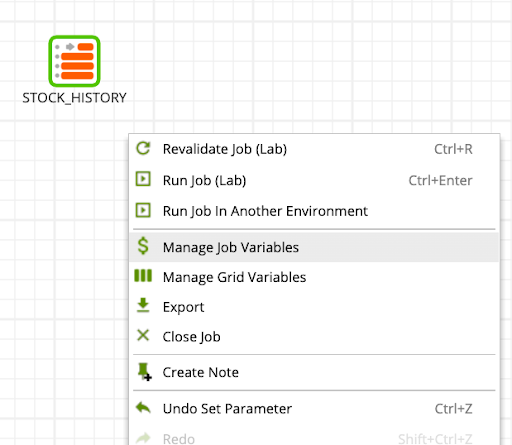 STOCK_HISTORY
Revalidate Job (Lab) Ctrl+R
Run Job (Lab) Ctrl+Enter
Run Job In Another Environment
Manage Job Variables
Manage Grid Variables
Export
Close Job
Create Note
Undo Set Parameter Ctrl+Z
Redo Shift+Ctrl+Z